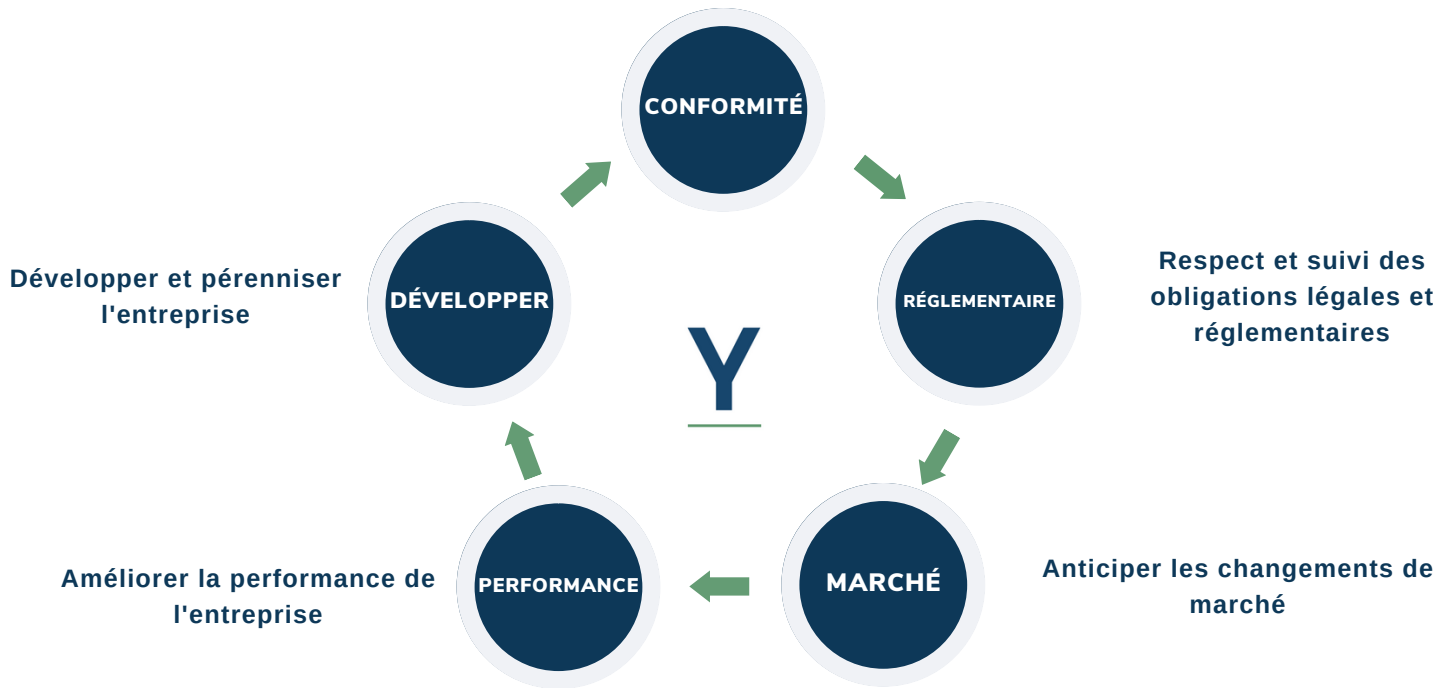 CONFORMITÉ
DÉVELOPPER
RÉGLEMENTAIRE
Développer et pérenniser
l'entreprise
Respect et suivi des
obligations légales et
réglementaires
Y
PERFORMANCE
MARCHÉ
Améliorer la performance de
l'entreprise
Anticiper les changements de
marché